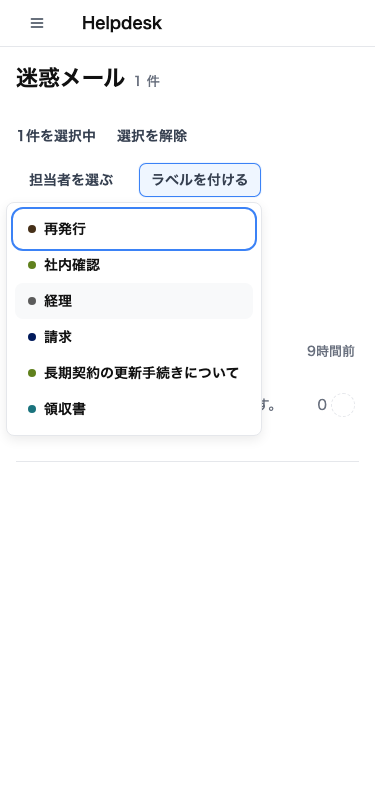 Helpdesk
迷惑メール 1 件
1件を選択中 選択を解除
担当者を選ぶ ラベルを付ける
再発行
社内確認
経理
請求
9時間前
長期契約の更新手続きについて
領収書
す。 0